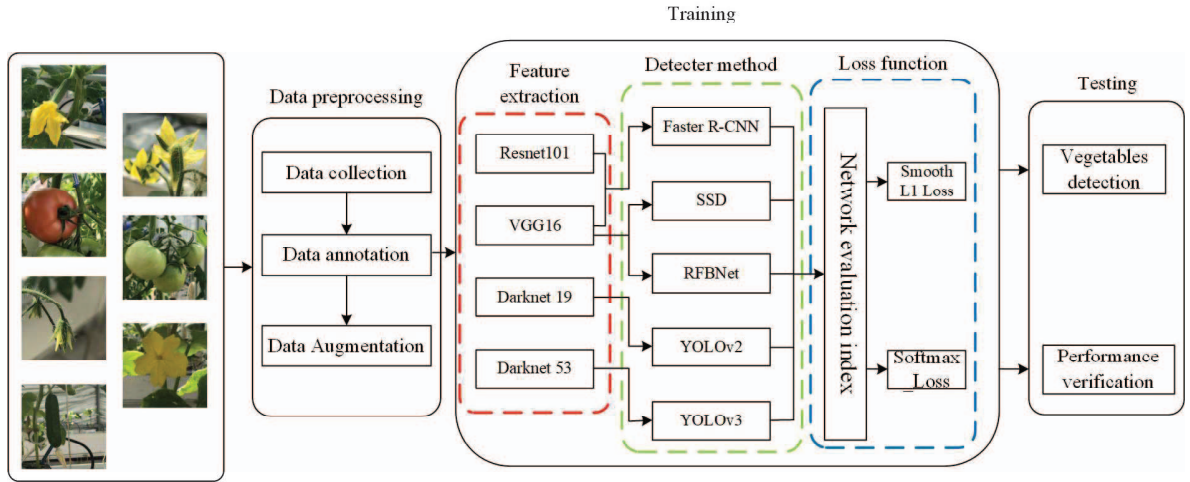 Training
Data preprocessing
Data collection
Data annotation
Data Augmentation
Feature
extraction
Resnet101
VGG16
Darknet 19
Darknet 53
Detecter method
Faster R-CNN
SSD
RFBNet
YOLOv2
YOLOv3
Loss function
Network evaluation index
Smooth
L1 Loss
Softmax
_Loss
Testing
Vegetables
detection
Performance
verification